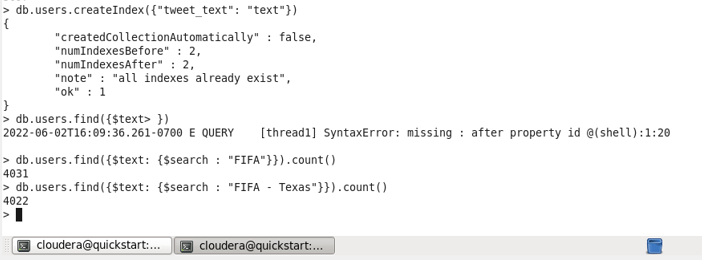 > db.users.createIndex({"tweet_text": "text"})
{
        "createdCollectionAutomatically" : false,
        "numIndexesBefore" : 2,
        "numIndexesAfter" : 2,
        "note" : "all indexes already exist",
        "ok" : 1
}
> db.users.find({$text> })
2022-06-02T16:09:36.261-0700 E QUERY    [thread1] SyntaxError: missing : after property id @(shell):1:20
> db.users.find({$text: {$search : "FIFA"}}).count()
4031
> db.users.find({$text: {$search : "FIFA - Texas"}}).count()
4022
>
cloudera@quickstart:... cloudera@quickstart:...